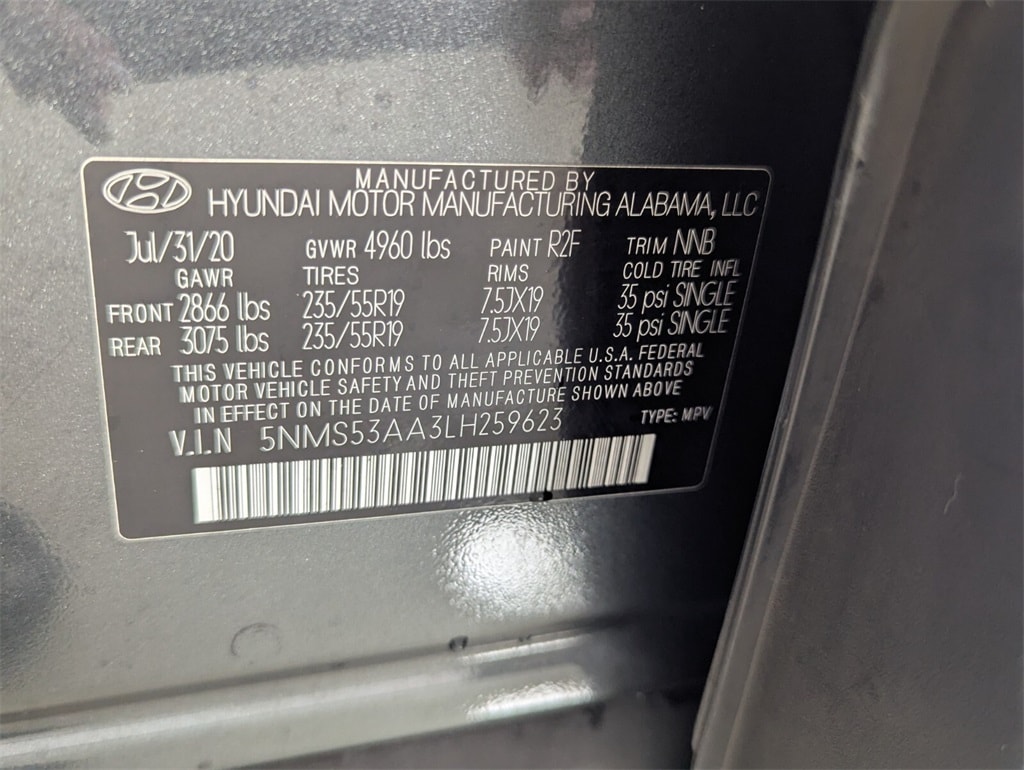 MANUFACTURED BY
HYUNDAI MOTOR MANUFACTURING ALABAMA, LLC
Jul/31/20 GVWR 4960 lbs PAINT R2F TRIM NNB
GAWR TIRES RIMS COLD TIRE INFL
FRONT 2866 lbs 235/55R19 7.5JX19 35 psi SINGLE
REAR 3075 lbs 235/55R19 7.5JX19 35 psi SINGLE
THIS VEHICLE CONFORMS TO ALL APPLICABLE U.S.A. FEDERAL
MOTOR VEHICLE SAFETY AND THEFT PREVENTION STANDARDS
IN EFFECT ON THE DATE OF MANUFACTURE SHOWN ABOVE
V.I.N 5NMS53AA3LH259623 TYPE: MPV